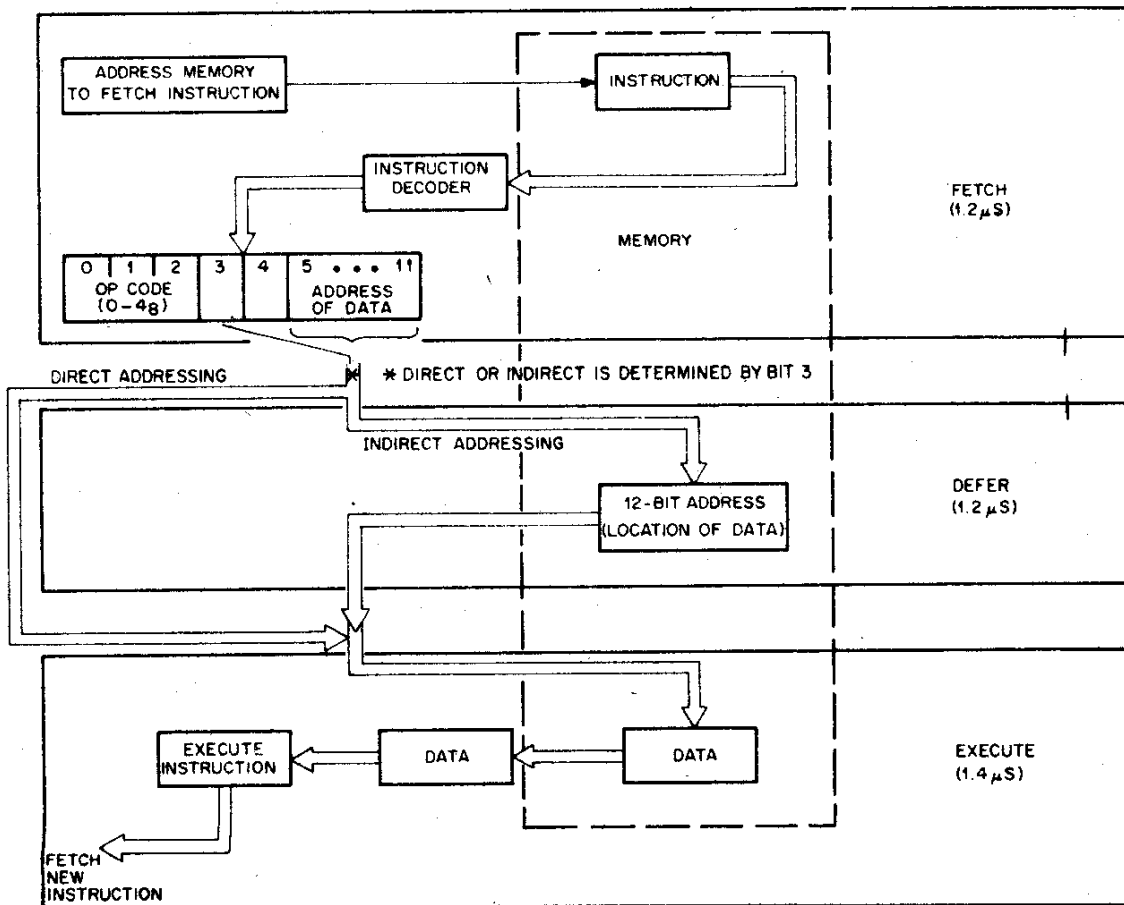 ADDRESS MEMORY
TO FETCH INSTRUCTION
INSTRUCTION
INSTRUCTION
DECODER
FETCH
(1.2 µS)
MEMORY
0 1 2 3 4 5 • • • 11
OP CODE
(0-4₈)
ADDRESS
OF DATA
DIRECT ADDRESSING
* * DIRECT OR INDIRECT IS DETERMINED BY BIT 3
INDIRECT ADDRESSING
12-BIT ADDRESS
(LOCATION OF DATA)
DEFER
(1.2 µS)
EXECUTE
INSTRUCTION
DATA
DATA
EXECUTE
(1.4 µS)
FETCH
NEW
INSTRUCTION